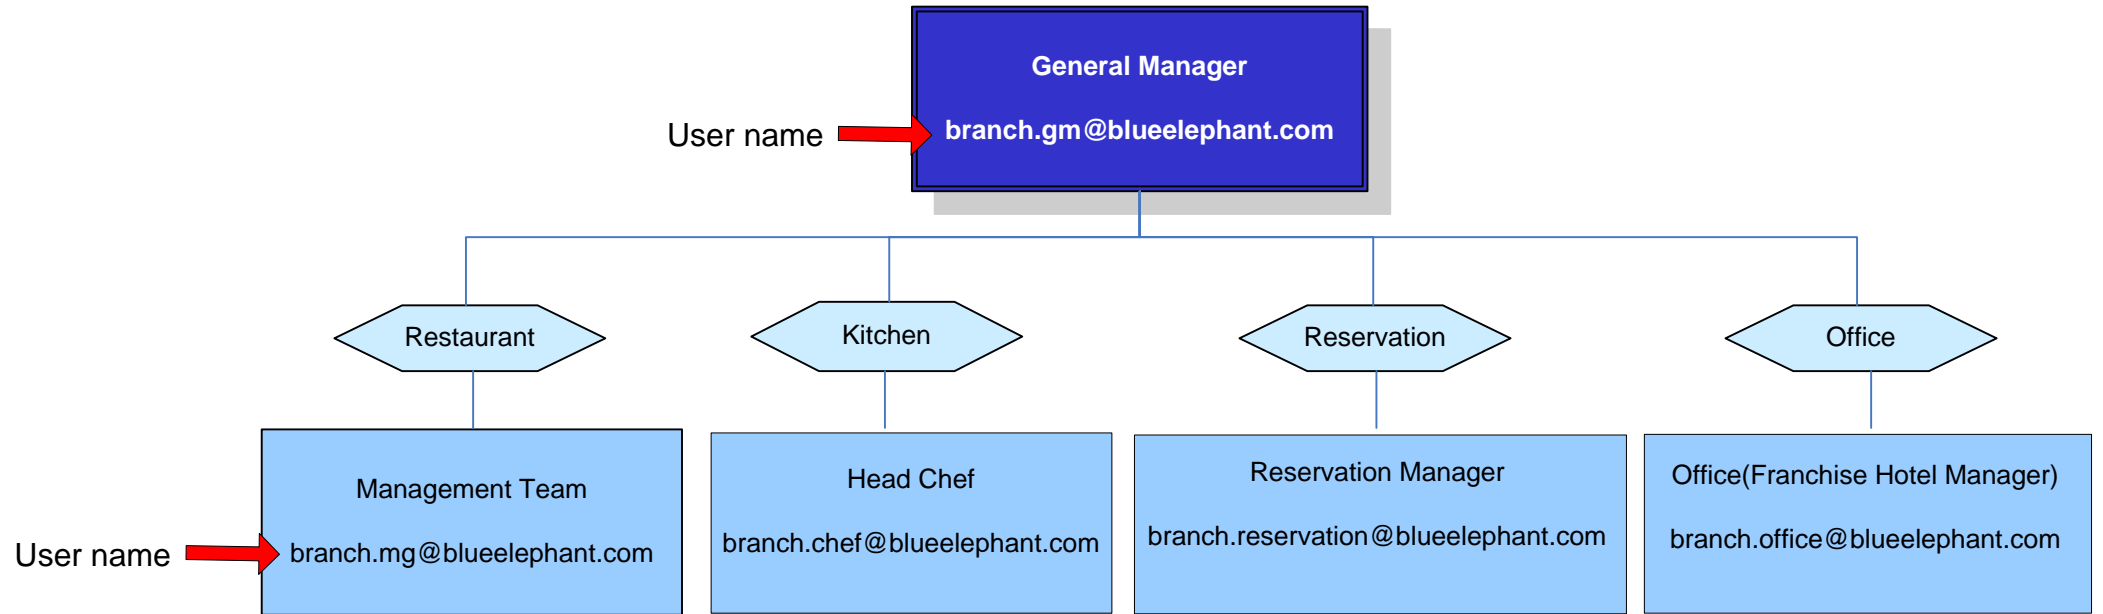 General Manager
User name
branch.gm@blueelephant.com
Restaurant
Kitchen
Reservation
Office
Management Team
User name
branch.mg@blueelephant.com
Head Chef
branch.chef@blueelephant.com
Reservation Manager
branch.reservation@blueelephant.com
Office(Franchise Hotel Manager)
branch.office@blueelephant.com